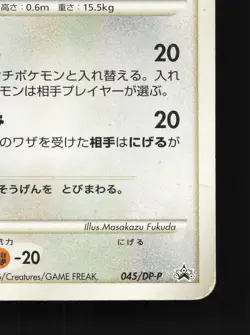 高さ:0.6m 重さ:15.5kg
20
チポケモンと入れ替える。入れ
モンは相手プレイヤーが選ぶ。
20
のワザを受けた相手はにげるが
そうげんを とびまわる。
Illus.Masakazu Fukuda
抗力 にげる
-20
/Creatures/GAME FREAK. 045/DP-P